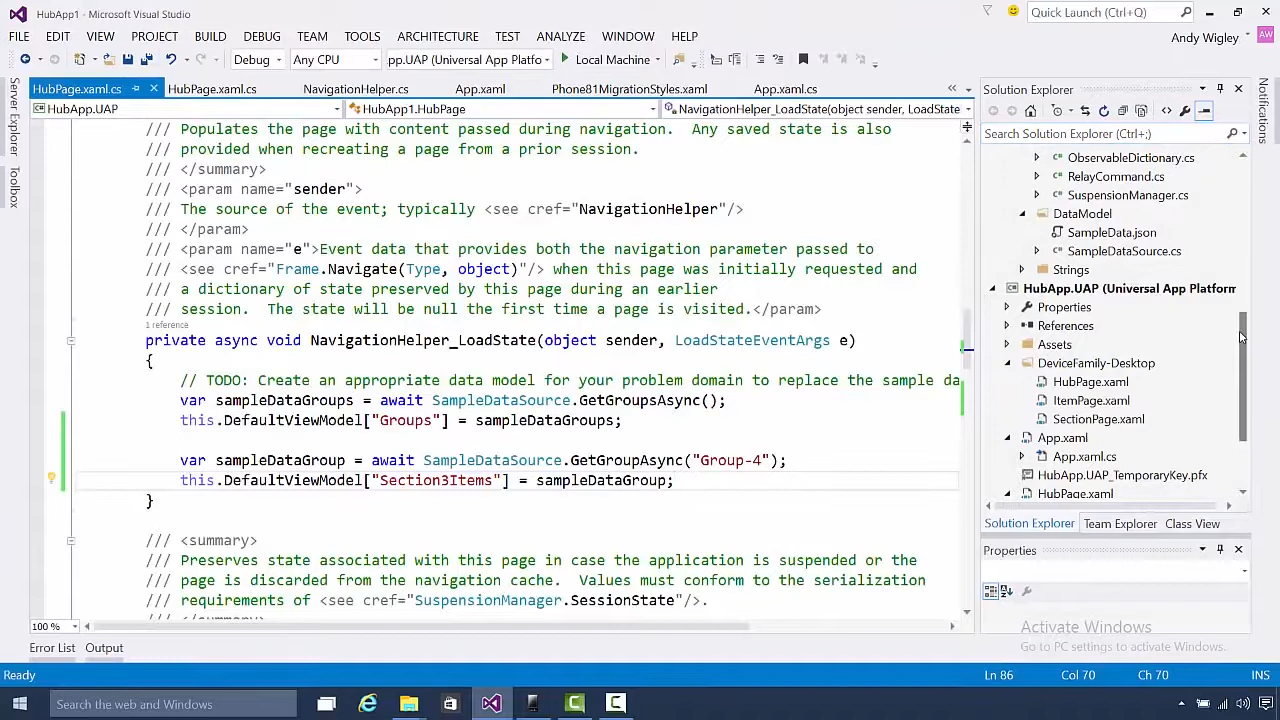 HubApp1 - Microsoft Visual Studio
Quick Launch (Ctrl+Q)
FILE EDIT VIEW PROJECT BUILD DEBUG TEAM TOOLS ARCHITECTURE TEST ANALYZE WINDOW HELP
Andy Wigley AW
Debug Any CPU pp.UAP (Universal App Platfo Local Machine
Server Explorer
Toolbox
HubPage.xaml.cs HubPage.xaml.cs NavigationHelper.cs App.xaml Phone81MigrationStyles.xaml App.xaml.cs
HubApp.UAP HubApp1.HubPage NavigationHelper_LoadState(object sender, LoadState
/// Populates the page with content passed during navigation.  Any saved state is also
/// provided when recreating a page from a prior session.
/// </summary>
/// <param name="sender">
/// The source of the event; typically <see cref="NavigationHelper"/>
/// </param>
/// <param name="e">Event data that provides both the navigation parameter passed to
/// <see cref="Frame.Navigate(Type, object)"/> when this page was initially requested and
/// a dictionary of state preserved by this page during an earlier
/// session.  The state will be null the first time a page is visited.</param>
1 reference
private async void NavigationHelper_LoadState(object sender, LoadStateEventArgs e)
{
// TODO: Create an appropriate data model for your problem domain to replace the sample da
var sampleDataGroups = await SampleDataSource.GetGroupsAsync();
this.DefaultViewModel["Groups"] = sampleDataGroups;
var sampleDataGroup = await SampleDataSource.GetGroupAsync("Group-4");
this.DefaultViewModel["Section3Items"] = sampleDataGroup;
}
/// <summary>
/// Preserves state associated with this page in case the application is suspended or the
/// page is discarded from the navigation cache.  Values must conform to the serialization
/// requirements of <see cref="SuspensionManager.SessionState"/>.
100 %
Solution Explorer
Search Solution Explorer (Ctrl+;)
ObservableDictionary.cs
RelayCommand.cs
SuspensionManager.cs
DataModel
SampleData.json
SampleDataSource.cs
Strings
HubApp.UAP (Universal App Platform
Properties
References
Assets
DeviceFamily-Desktop
HubPage.xaml
ItemPage.xaml
SectionPage.xaml
App.xaml
App.xaml.cs
HubApp.UAP_TemporaryKey.pfx
HubPage.xaml
Solution Explorer Team Explorer Class View
Properties
Notifications
Activate Windows
Go to PC settings to activate Windows.
Error List Output
Ready Ln 86 Col 70 Ch 70 INS
Search the web and Windows